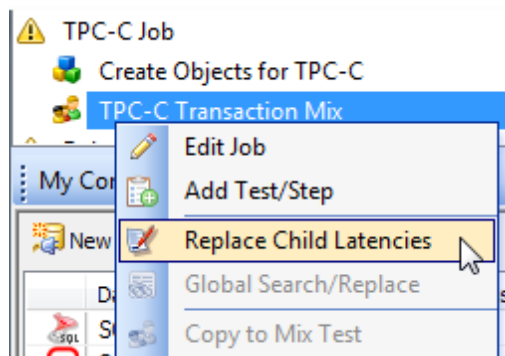 TPC-C Job
Create Objects for TPC-C
TPC-C Transaction Mix
Edit Job
My Co
Add Test/Step
New
Replace Child Latencies
Global Search/Replace
SQL
Copy to Mix Test